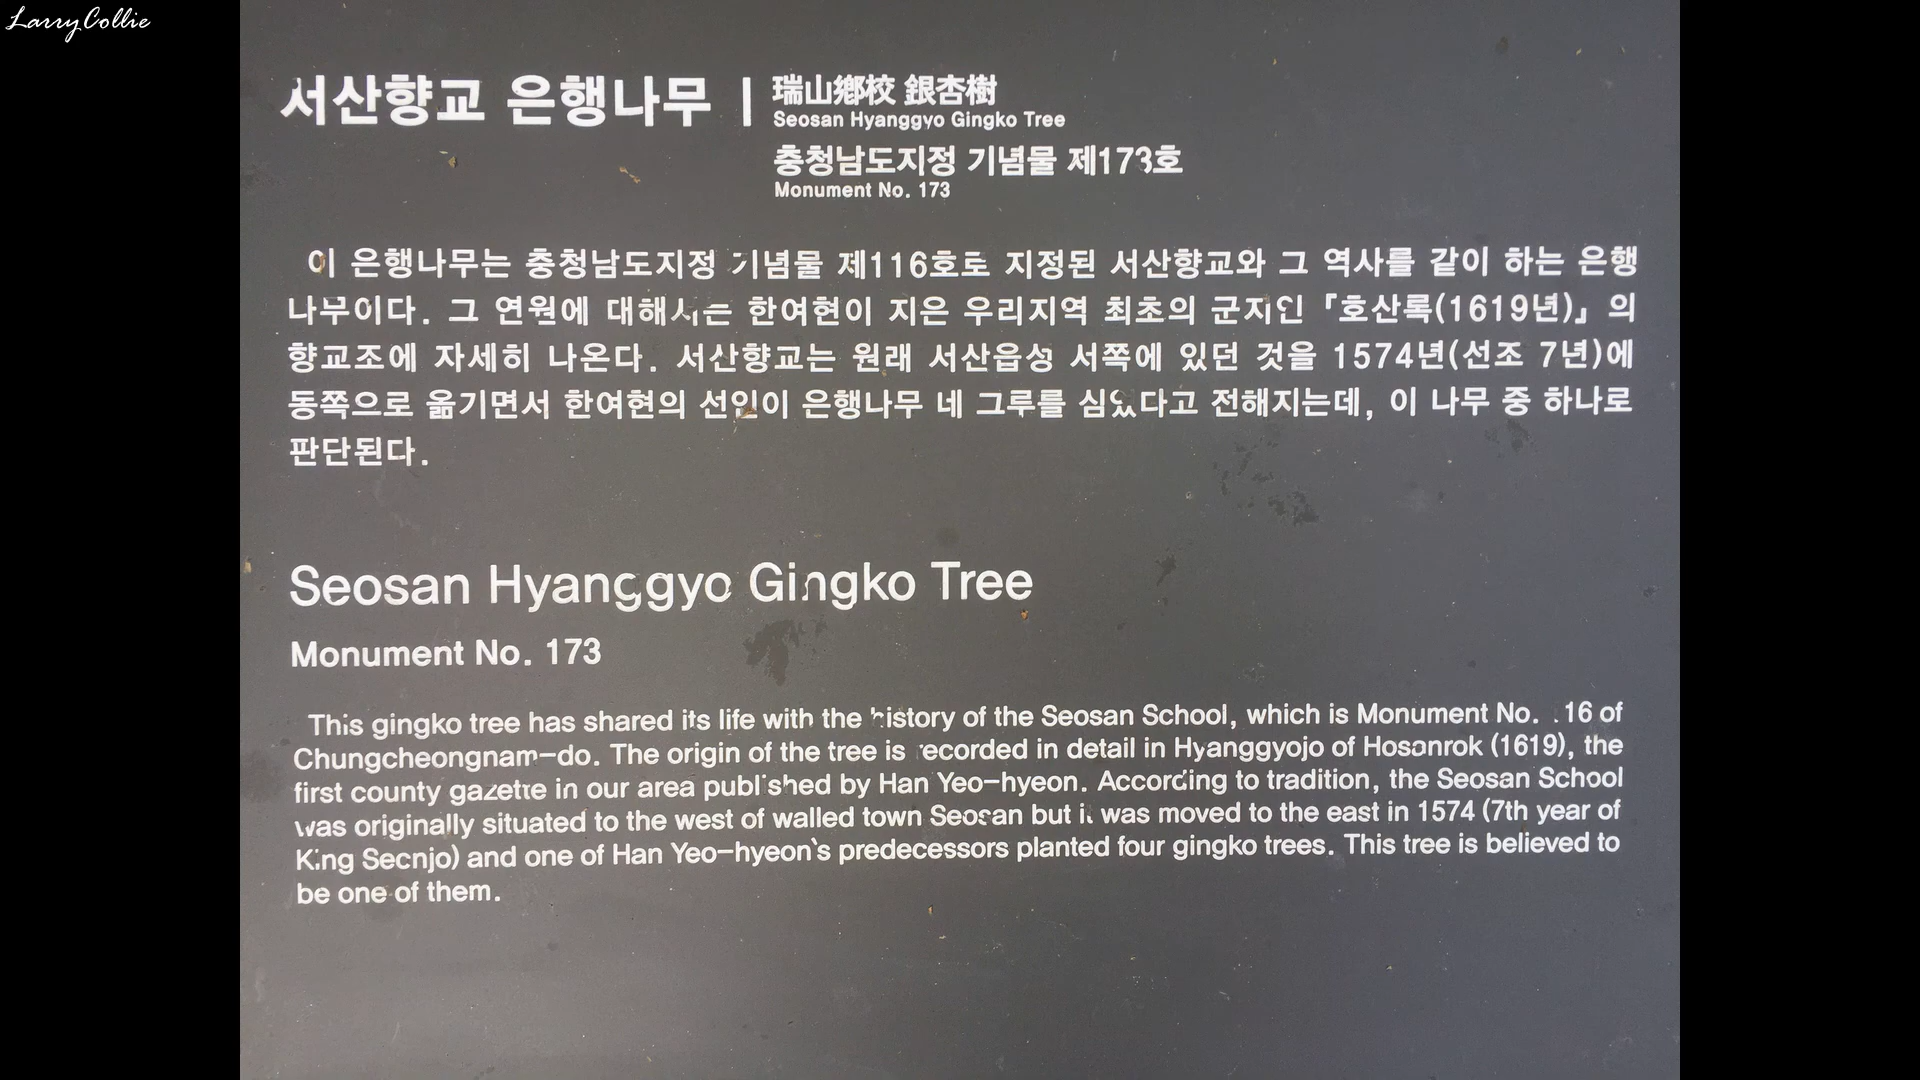 LarryCollie
서산향교 은행나무 | 瑞山鄕校 銀杏樹
Seosan Hyanggyo Gingko Tree
충청남도지정 기념물 제173호
Monument No. 173
이 은행나무는 충청남도지정 기념물 제116호로 지정된 서산향교와 그 역사를 같이 하는 은행
나무이다. 그 연원에 대해서는 한여현이 지은 우리지역 최초의 군지인 『호산록(1619년)』의
향교조에 자세히 나온다. 서산향교는 원래 서산읍성 서쪽에 있던 것을 1574년(선조 7년)에
동쪽으로 옮기면서 한여현의 선인이 은행나무 네 그루를 심었다고 전해지는데, 이 나무 중 하나로
판단된다.
Seosan Hyanggyo Gingko Tree
Monument No. 173
This gingko tree has shared its life with the history of the Seosan School, which is Monument No. 116 of
Chungcheongnam-do. The origin of the tree is recorded in detail in Hyanggyojo of Hosanrok (1619), the
first county gazette in our area published by Han Yeo-hyeon. According to tradition, the Seosan School
was originally situated to the west of walled town Seosan but it was moved to the east in 1574 (7th year of
King Seonjo) and one of Han Yeo-hyeon's predecessors planted four gingko trees. This tree is believed to
be one of them.